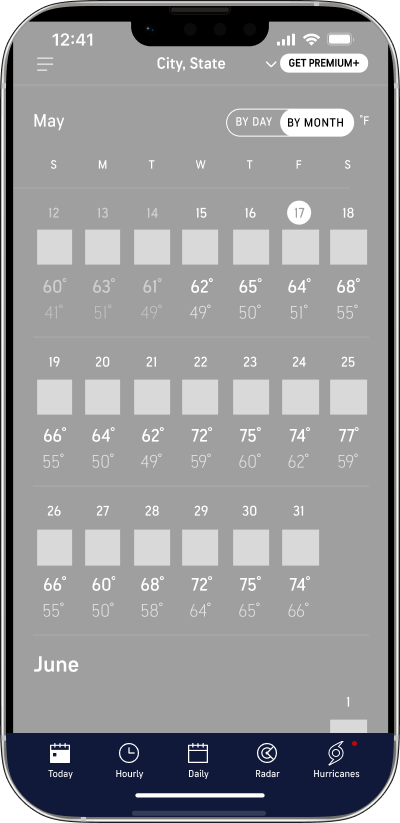 12:41
City, State GET PREMIUM+
May BY DAY BY MONTH °F
S M T W T F S
12 13 14 15 16 17 18
60° 63° 61° 62° 65° 64° 68°
41° 51° 49° 49° 50° 51° 55°
19 20 21 22 23 24 25
66° 64° 62° 72° 75° 74° 77°
55° 50° 49° 59° 60° 62° 59°
26 27 28 29 30 31
66° 60° 68° 72° 75° 74°
55° 50° 58° 64° 65° 66°
June
1
Today Hourly Daily Radar Hurricanes